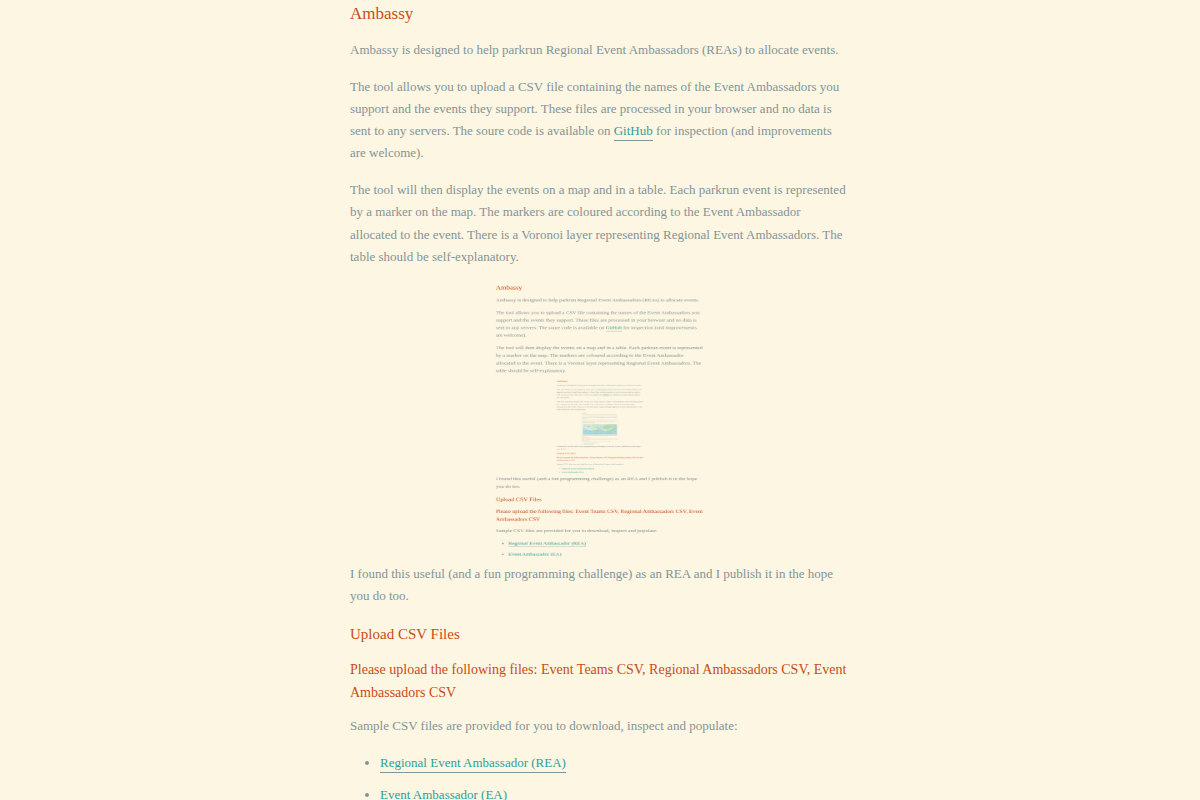 Ambassy
Ambassy is designed to help parkrun Regional Event Ambassadors (REAs) to allocate events.
The tool allows you to upload a CSV file containing the names of the Event Ambassadors you
support and the events they support. These files are processed in your browser and no data is
sent to any servers. The soure code is available on GitHub for inspection (and improvements
are welcome).
The tool will then display the events on a map and in a table. Each parkrun event is represented
by a marker on the map. The markers are coloured according to the Event Ambassador
allocated to the event. There is a Voronoi layer representing Regional Event Ambassadors. The
table should be self-explanatory.
Ambassy
Ambassy is designed to help parkrun Regional Event Ambassadors (REAs) to allocate events.
The tool allows you to upload a CSV file containing the names of the Event Ambassadors you
support and the events they support. These files are processed in your browser and no data is
sent to any servers. The soure code is available on GitHub for inspection (and improvements
are welcome).
The tool will then display the events on a map and in a table. Each parkrun event is represented
by a marker on the map. The markers are coloured according to the Event Ambassador
allocated to the event. There is a Voronoi layer representing Regional Event Ambassadors. The
table should be self-explanatory.
I found this useful (and a fun programming challenge) as an REA and I publish it in the hope
you do too.
Upload CSV Files
Please upload the following files: Event Teams CSV, Regional Ambassadors CSV, Event
Ambassadors CSV
Sample CSV files are provided for you to download, inspect and populate:
Regional Event Ambassador (REA)
Event Ambassador (EA)
I found this useful (and a fun programming challenge) as an REA and I publish it in the hope
you do too.
Upload CSV Files
Please upload the following files: Event Teams CSV, Regional Ambassadors CSV, Event
Ambassadors CSV
Sample CSV files are provided for you to download, inspect and populate:
Regional Event Ambassador (REA)
Event Ambassador (EA)